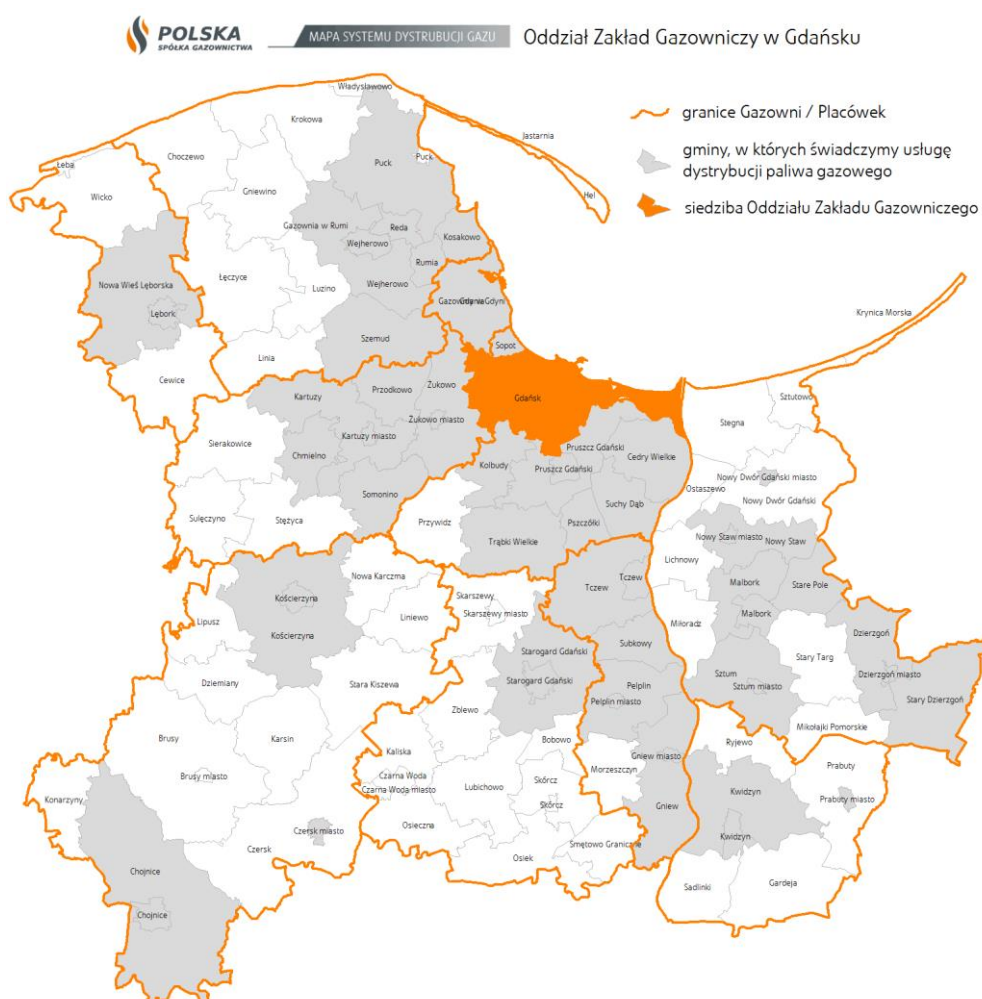 POLSKA
SPÓŁKA GAZOWNICTWA
MAPA SYSTEMU DYSTRUBUCJI GAZU
Oddział Zakład Gazowniczy w Gdańsku
granice Gazowni / Placówek
gminy, w których świadczymy usługę
dystrybucji paliwa gazowego
siedziba Oddziału Zakładu Gazowniczego
Władysławowo
Krokowa
Jastarnia
Łeba
Choczewo
Puck
Puck
Wicko
Gniewino
Hel
Gazownia w Rumi
Reda
Wejherowo
Kosakowo
Rumia
Łęczyce
Nowa Wieś Lęborska
Luzino
Wejherowo
Gdynia
Lębork
Krynica Morska
Szemud
Sopot
Linia
Cewice
Przodkowo
Żukowo
Kartuzy
Gdańsk
Sztutowo
Żukowo miasto
Stegna
Sierakowice
Kartuzy miasto
Pruszcz Gdański
Chmielno
Cedry Wielkie
Kolbudy
Pruszcz Gdański
Nowy Dwór Gdański miasto
Ostaszewo
Somonino
Nowy Dwór Gdański
Suchy Dąb
Sulęczyno
Stężyca
Przywidz
Pszczółki
Trąbki Wielkie
Nowy Staw miasto
Nowy Staw
Lichnowy
Nowa Karczma
Tczew
Malbork
Stare Pole
Kościerzyna
Skarszewy
Tczew
Skarszewy miasto
Lipusz
Liniewo
Malbork
Miłoradz
Kościerzyna
Dzierzgoń
Subkowy
Starogard Gdański
Stary Targ
Dziemiany
Stara Kiszewa
Starogard Gdański
Pelplin
Sztum
Dzierzgoń miasto
Sztum miasto
Stary Dzierzgoń
Pelplin miasto
Zblewo
Mikołajki Pomorskie
Brusy
Karsin
Bobowo
Ryjewo
Kaliska
Gniew miasto
Prabuty
Brusy miasto
Czarna Woda
Morzeszczyn
Skórcz
Lubichowo
Czarna Woda miasto
Kwidzyn
Konarzyny
Prabuty miasto
Skórcz
Gniew
Osieczna
Czersk miasto
Kwidzyn
Smętowo Graniczne
Czersk
Osiek
Chojnice
Sadlinki
Gardeja
Chojnice